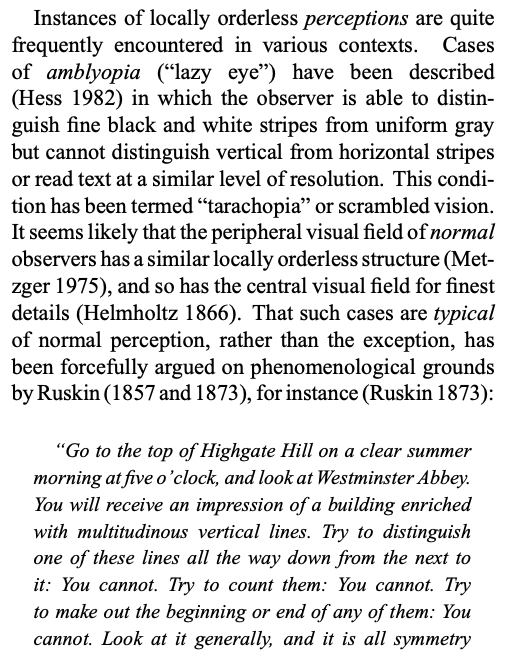 Instances of locally orderless perceptions are quite
frequently encountered in various contexts. Cases
of amblyopia (“lazy eye”) have been described
(Hess 1982) in which the observer is able to distin-
guish fine black and white stripes from uniform gray
but cannot distinguish vertical from horizontal stripes
or read text at a similar level of resolution. This condi-
tion has been termed “tarachopia” or scrambled vision.
It seems likely that the peripheral visual field of normal
observers has a similar locally orderless structure (Met-
zger 1975), and so has the central visual field for finest
details (Helmholtz 1866). That such cases are typical
of normal perception, rather than the exception, has
been forcefully argued on phenomenological grounds
by Ruskin (1857 and 1873), for instance (Ruskin 1873):
“Go to the top of Highgate Hill on a clear summer
morning at five o’clock, and look at Westminster Abbey.
You will receive an impression of a building enriched
with multitudinous vertical lines. Try to distinguish
one of these lines all the way down from the next to
it: You cannot. Try to count them: You cannot. Try
to make out the beginning or end of any of them: You
cannot. Look at it generally, and it is all symmetry